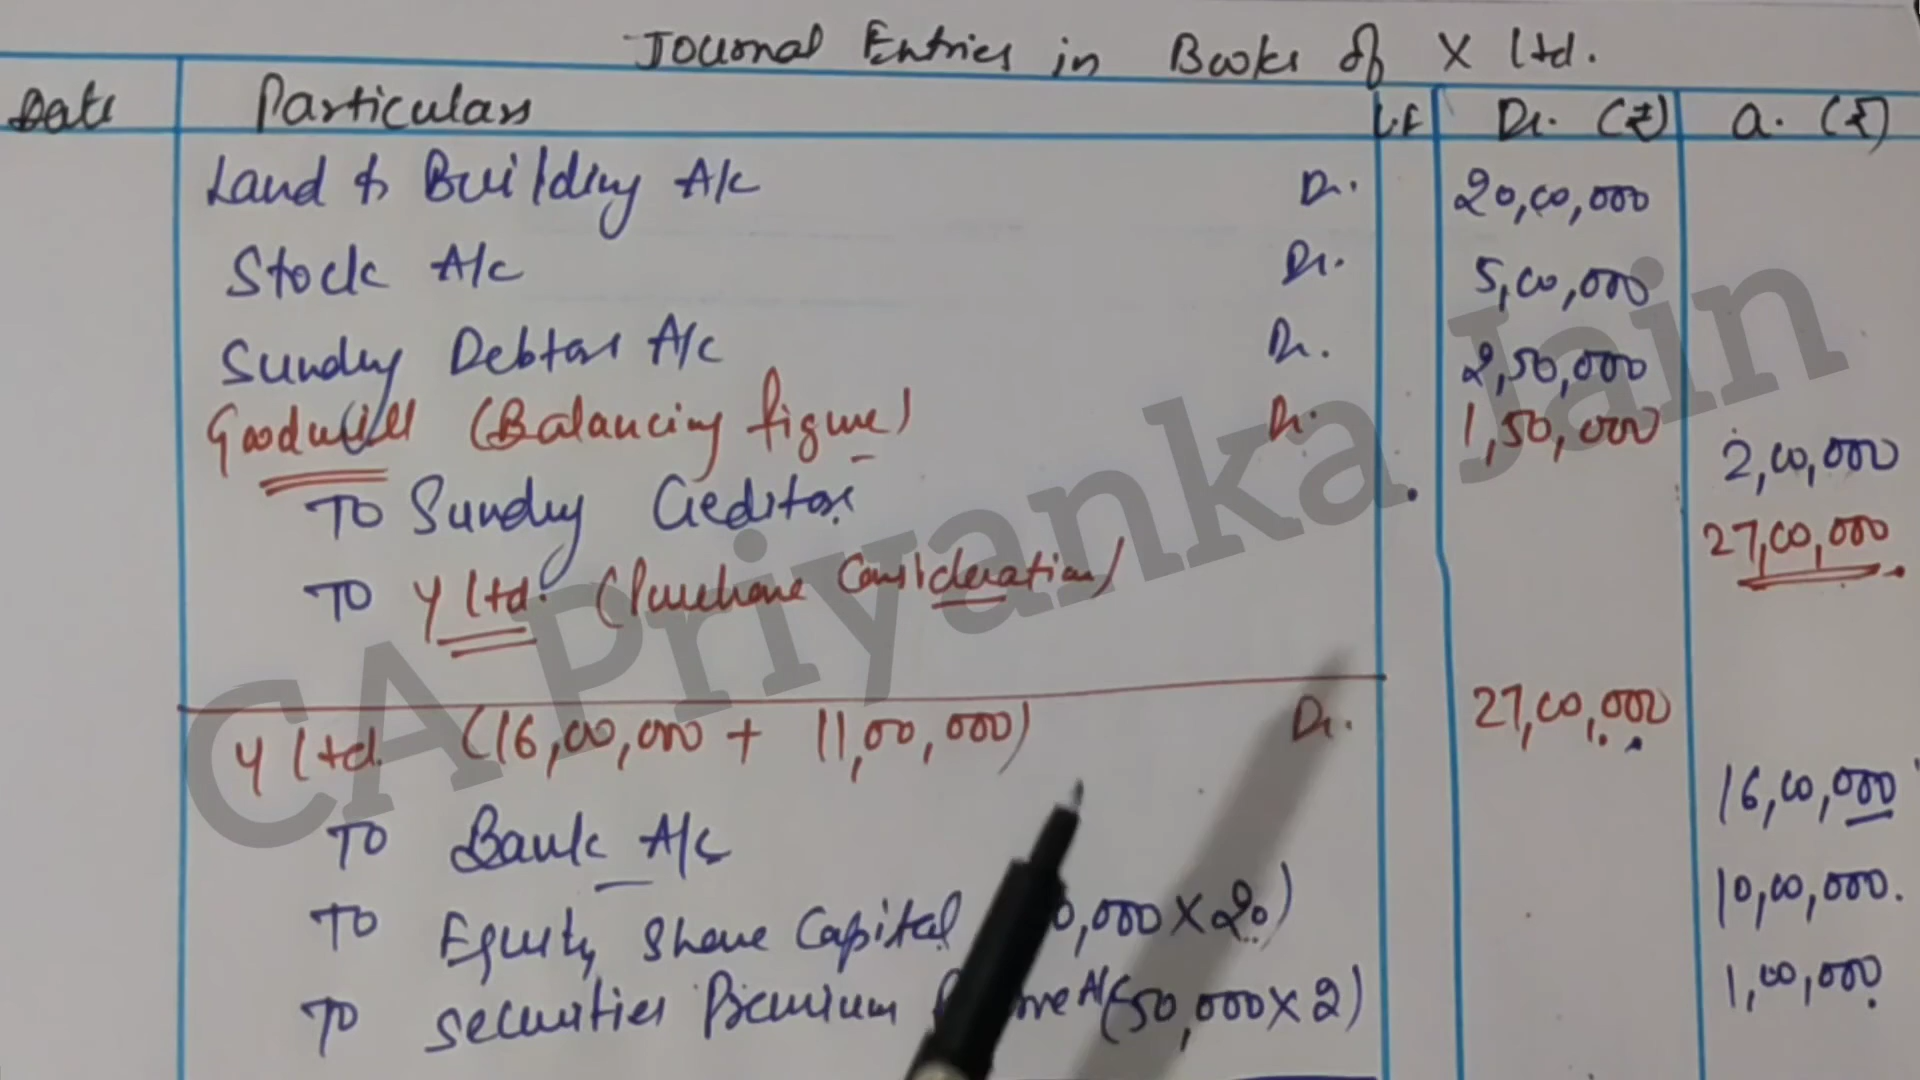 Journal Entries in Books of X Ltd.
Date Particulars L.F Dr. (₹) Cr. (₹)
Land & Building A/c Dr. 20,00,000
Stock A/c Dr. 5,00,000
Sundry Debtors A/c Dr. 2,50,000
Goodwill (Balancing figure) Dr. 1,50,000
To Sundry Creditors 2,00,000
To Y Ltd. (Purchase Consideration) 27,00,000
Y Ltd. (16,00,000 + 11,00,000) Dr. 27,00,000
To Bank A/c 16,00,000
To Equity Share Capital 0,000 × 20) 10,00,000.
To Securities Premium A/c (50,000 × 2) 1,00,000
CA Priyanka Jain